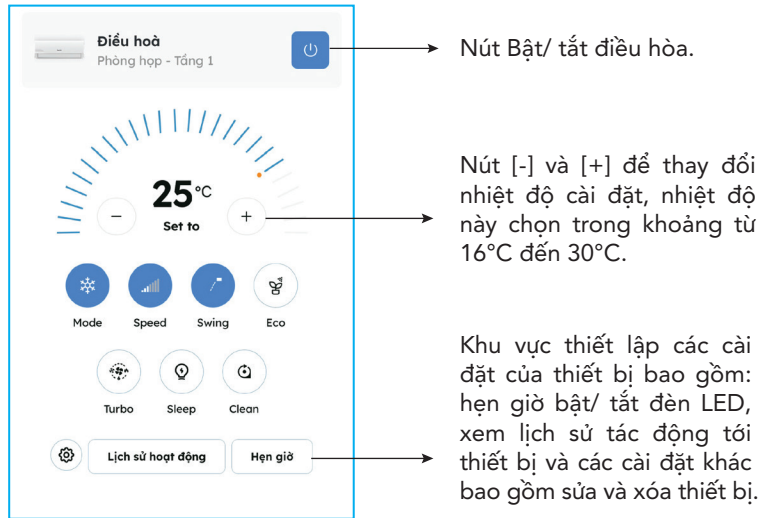 Điều hoà
Phòng họp - Tầng 1
Nút Bật/ tắt điều hòa.
25°C
Set to
Nút [-] và [+] để thay đổi
nhiệt độ cài đặt, nhiệt độ
này chọn trong khoảng từ
16°C đến 30°C.
Mode Speed Swing Eco
Turbo Sleep Clean
Lịch sử hoạt động Hẹn giờ
Khu vực thiết lập các cài
đặt của thiết bị bao gồm:
hẹn giờ bật/ tắt đèn LED,
xem lịch sử tác động tới
thiết bị và các cài đặt khác
bao gồm sửa và xóa thiết bị.